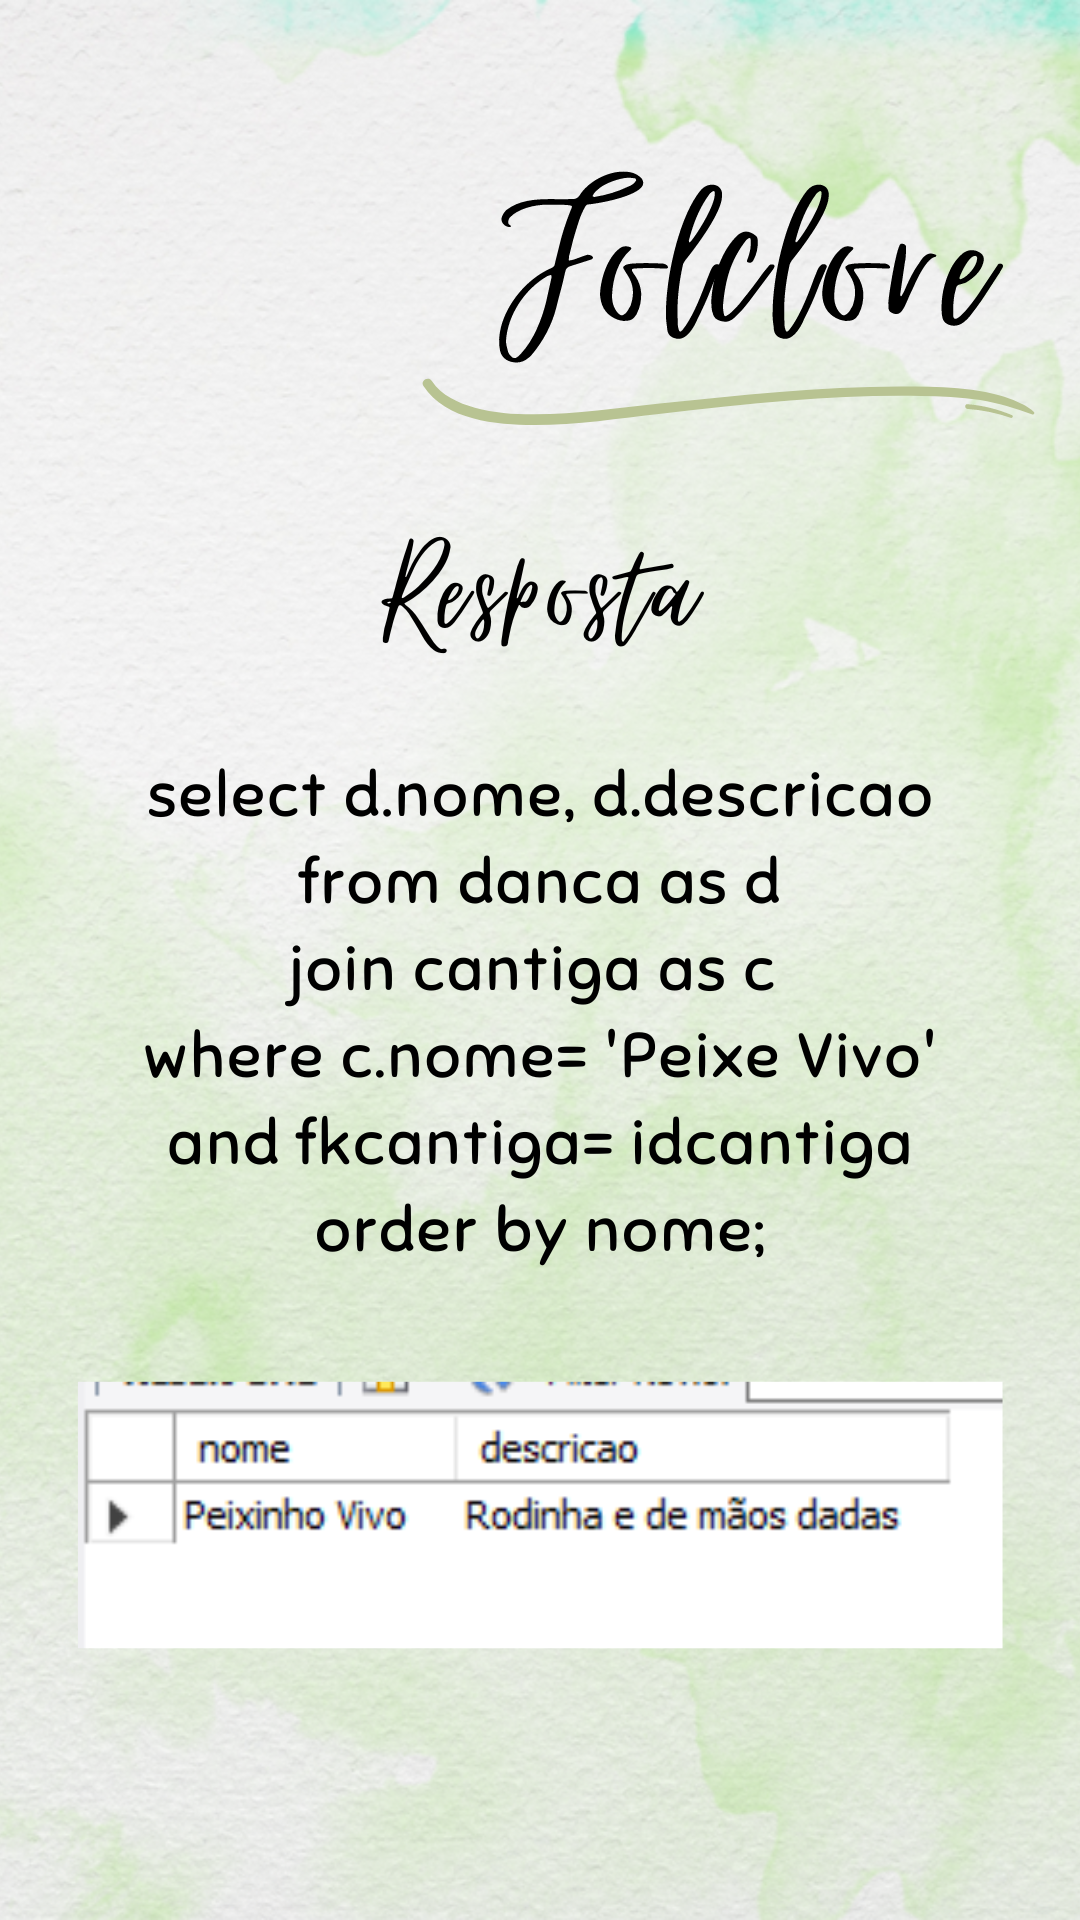 Folclore
Resposta
select d.nome, d.descricao
from danca as d
join cantiga as c
where c.nome= 'Peixe Vivo'
and fkcantiga= idcantiga
order by nome;
nome descricao
Peixinho Vivo Rodinha e de mãos dadas